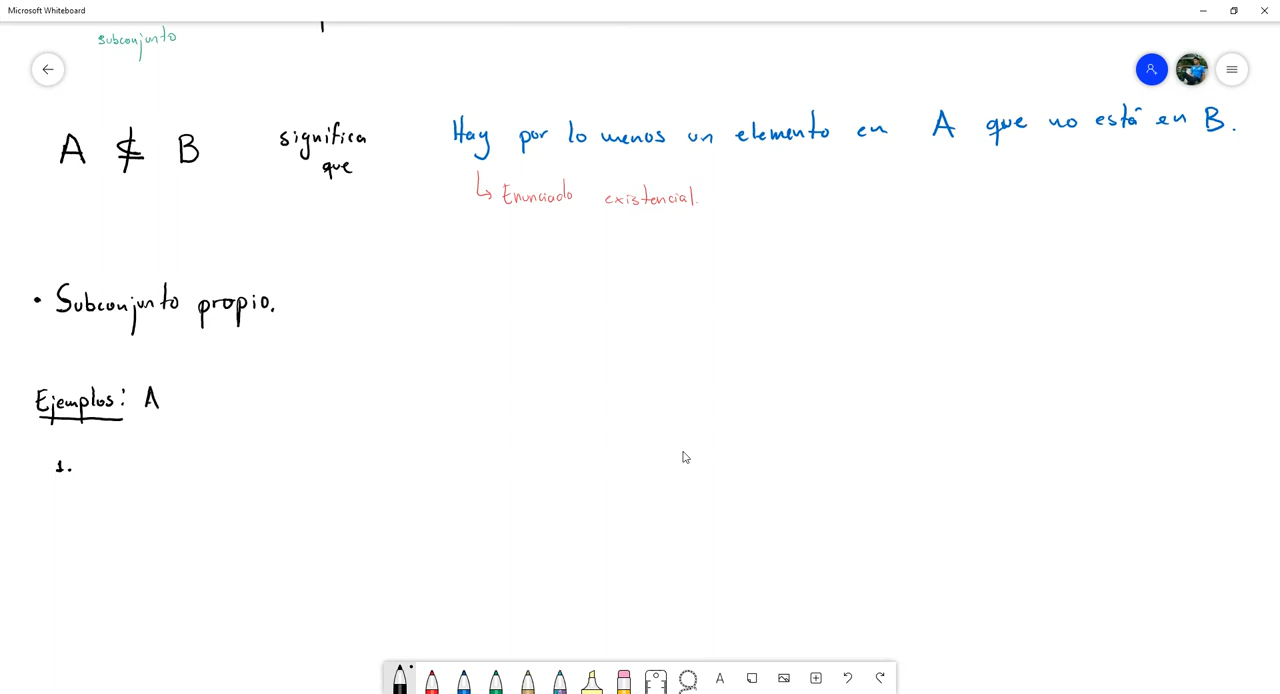 Microsoft Whiteboard
subconjunto
A ⊄ B significa que Hay por lo menos un elemento en A que no está en B.
↳ Enunciado existencial.
• Subconjunto propio.
Ejemplos: A
1.
A